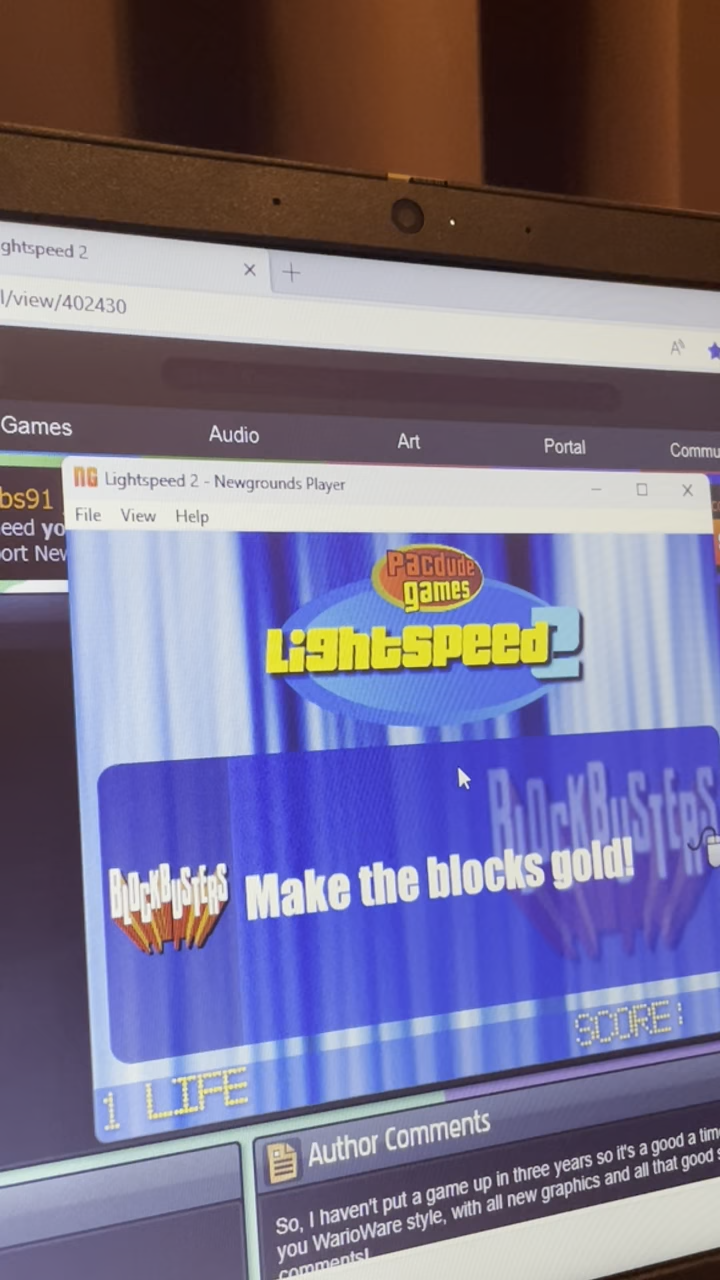 ghtspeed 2
l/view/402430
Games Audio Art Portal Commu
bs91
eed yo
ort Nev
NG Lightspeed 2 - Newgrounds Player
File View Help
Pacdude
games
Lightspeed 2
BLOCKBUSTERS
BLOCKBUSTERS Make the blocks gold!
SCORE:
1 LIFE
Author Comments
So, I haven't put a game up in three years so it's a good a tim
you WarioWare style, with all new graphics and all that good s
comments!